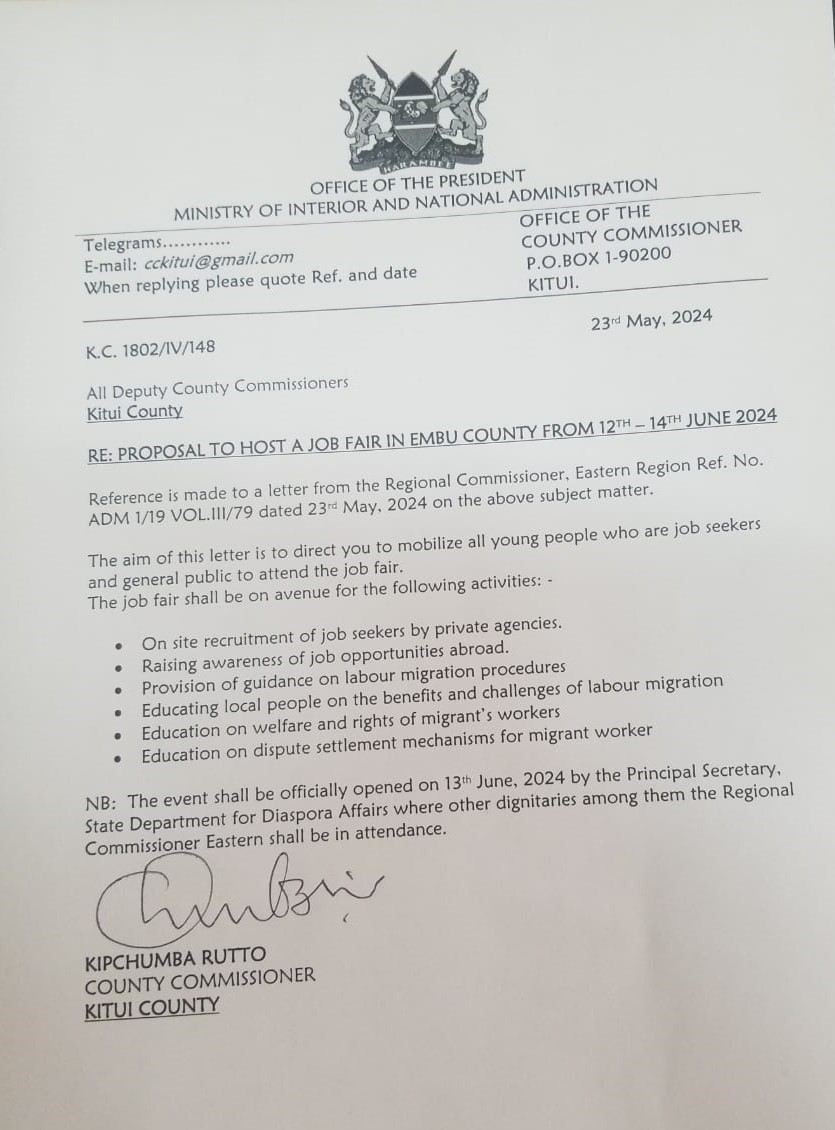 HARAMBEE
OFFICE OF THE PRESIDENT
MINISTRY OF INTERIOR AND NATIONAL ADMINISTRATION
Telegrams............
E-mail: cckitui@gmail.com
When replying please quote Ref. and date
OFFICE OF THE
COUNTY COMMISSIONER
P.O.BOX 1-90200
KITUI.
23rd May, 2024
K.C. 1802/IV/148
All Deputy County Commissioners
Kitui County
RE: PROPOSAL TO HOST A JOB FAIR IN EMBU COUNTY FROM 12TH – 14TH JUNE 2024
Reference is made to a letter from the Regional Commissioner, Eastern Region Ref. No.
ADM 1/19 VOL.III/79 dated 23rd May, 2024 on the above subject matter.
The aim of this letter is to direct you to mobilize all young people who are job seekers
and general public to attend the job fair.
The job fair shall be on avenue for the following activities: -
• On site recruitment of job seekers by private agencies.
• Raising awareness of job opportunities abroad.
• Provision of guidance on labour migration procedures
• Educating local people on the benefits and challenges of labour migration
• Education on welfare and rights of migrant's workers
• Education on dispute settlement mechanisms for migrant worker
NB: The event shall be officially opened on 13th June, 2024 by the Principal Secretary,
State Department for Diaspora Affairs where other dignitaries among them the Regional
Commissioner Eastern shall be in attendance.
KIPCHUMBA RUTTO
COUNTY COMMISSIONER
KITUI COUNTY